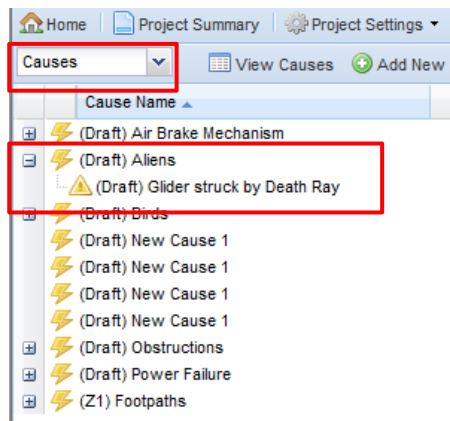 Home Project Summary Project Settings
Causes View Causes Add New
Cause Name
(Draft) Air Brake Mechanism
(Draft) Aliens
(Draft) Glider struck by Death Ray
(Draft) Birds
(Draft) New Cause 1
(Draft) New Cause 1
(Draft) New Cause 1
(Draft) New Cause 1
(Draft) Obstructions
(Draft) Power Failure
(Z1) Footpaths